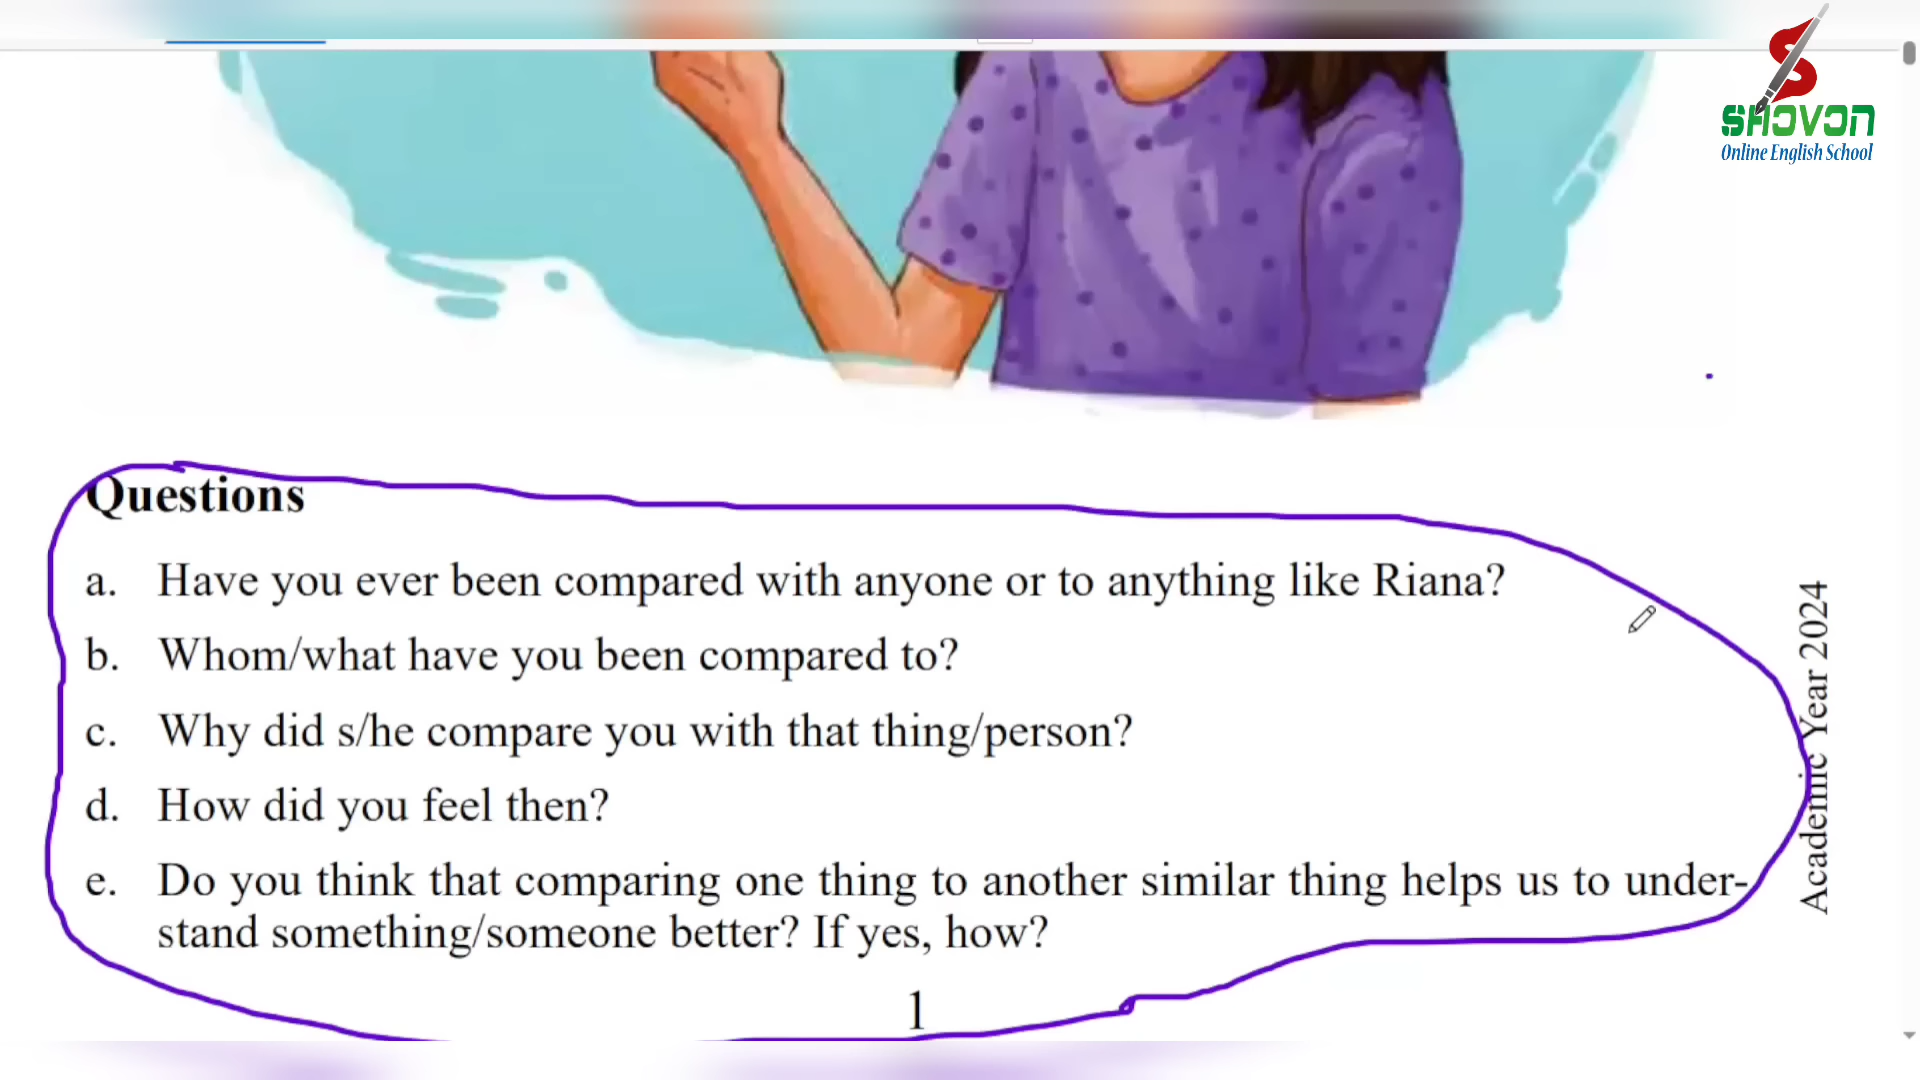 SHOVON
Online English School
Questions
a. Have you ever been compared with anyone or to anything like Riana?
b. Whom/what have you been compared to?
c. Why did s/he compare you with that thing/person?
d. How did you feel then?
e. Do you think that comparing one thing to another similar thing helps us to under-
stand something/someone better? If yes, how?
1
Academic Year 2024